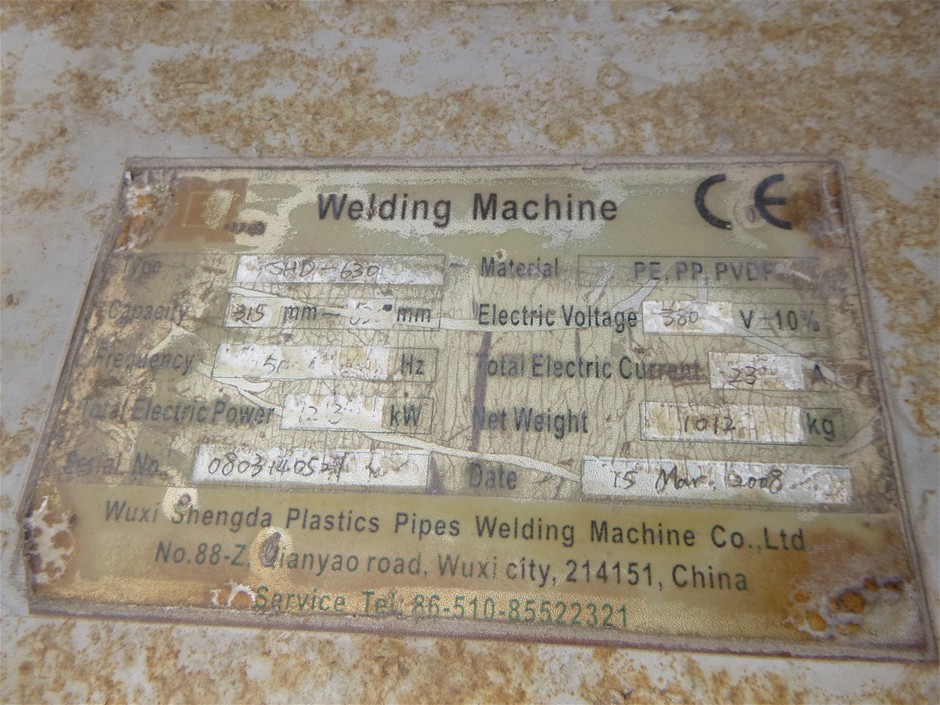 Welding Machine CE
Type SHD-630 Material PE, PP, PVDF
Capacity 315 mm- mm Electric Voltage 380 V ±10%
Frequency 50 Hz Total Electric Current 23 A
Total Electric Power kW Net Weight 1012 kg
Serial No. Date 15 Mar. 2008
Wuxi Shengda Plastics Pipes Welding Machine Co.,Ltd
No.88-Z, Qianyao road, Wuxi city, 214151, China
Service Tel: 86-510-85522321